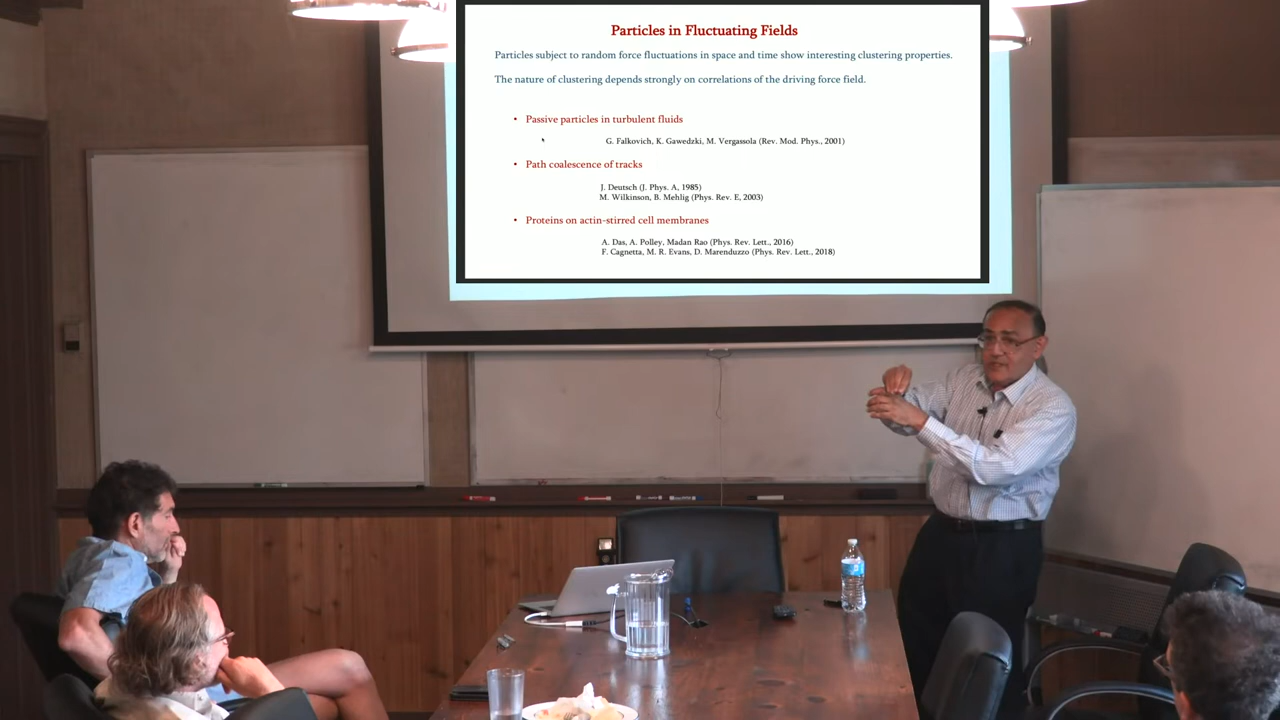 Particles in Fluctuating Fields
Particles subject to random force fluctuations in space and time show interesting clustering properties.
The nature of clustering depends strongly on correlations of the driving force field.
• Passive particles in turbulent fluids
G. Falkovich, K. Gawedzki, M. Vergassola (Rev. Mod. Phys., 2001)
• Path coalescence of tracks
J. Deutsch (J. Phys. A, 1985)
M. Wilkinson, B. Mehlig (Phys. Rev. E, 2003)
• Proteins on actin-stirred cell membranes
A. Das, A. Polley, Madan Rao (Phys. Rev. Lett., 2016)
F. Cagnetta, M. R. Evans, D. Marenduzzo (Phys. Rev. Lett., 2018)